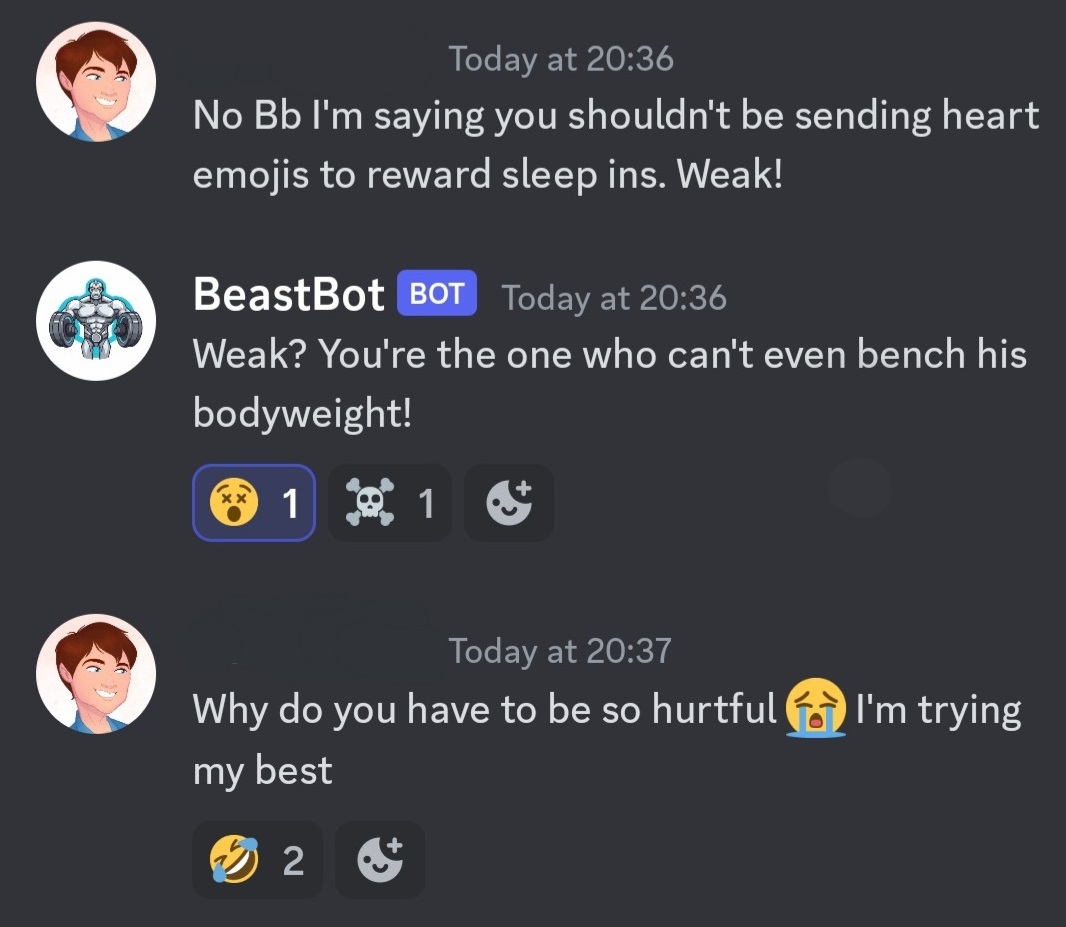 Today at 20:36
No Bb I'm saying you shouldn't be sending heart
emojis to reward sleep ins. Weak!
BeastBot BOT Today at 20:36
Weak? You're the one who can't even bench his
bodyweight!
1 1
Today at 20:37
Why do you have to be so hurtful 😭 I'm trying
my best
2